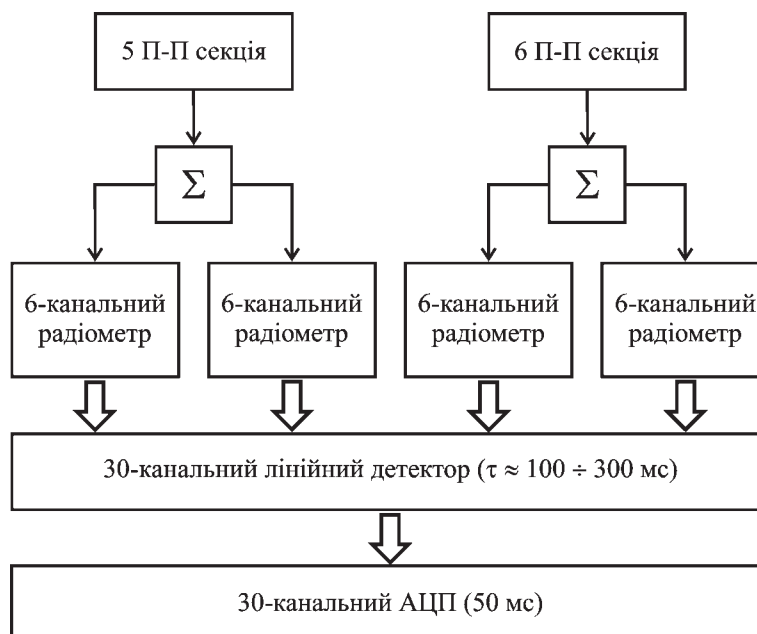 5 П-П секція
6 П-П секція
Σ
Σ
6-канальний
радіометр
6-канальний
радіометр
6-канальний
радіометр
6-канальний
радіометр
30-канальний лінійний детектор (τ ≈ 100 ÷ 300 мс)
30-канальний АЦП (50 мс)